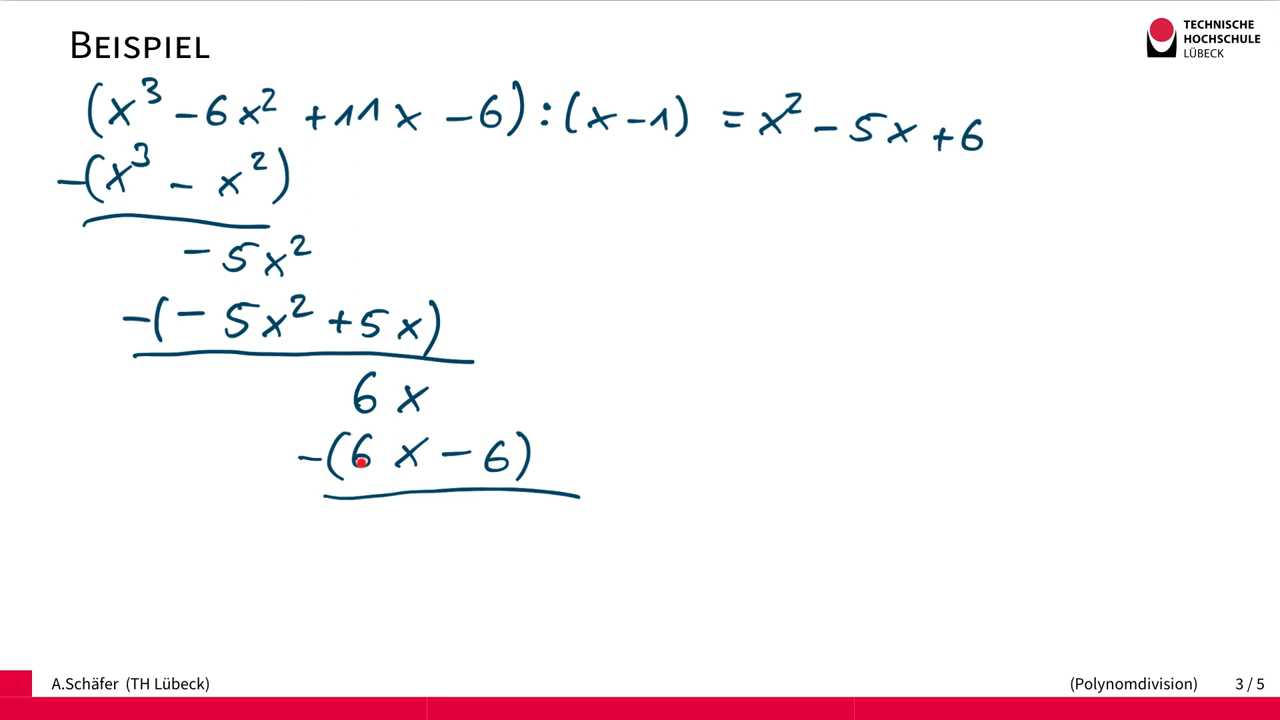 BEISPIEL
TECHNISCHE
HOCHSCHULE
LÜBECK
(x³ - 6x² + 11x - 6) : (x - 1) = x² - 5x + 6
-(x³ - x²)
- 5x²
-(- 5x² + 5x)
6x
-(6x - 6)
A.Schäfer (TH Lübeck) (Polynomdivision) 3 / 5